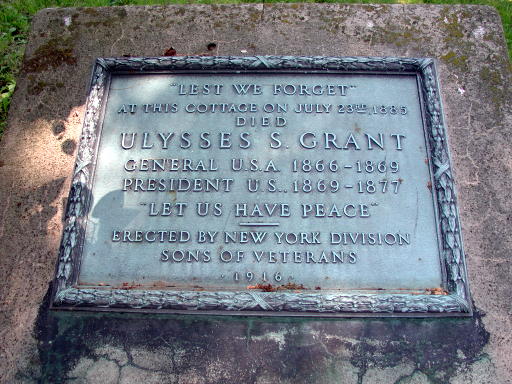 "LEST WE FORGET"
AT THIS COTTAGE ON JULY 23RD, 1885
DIED
ULYSSES S. GRANT
GENERAL U.S.A. 1866-1869
PRESIDENT U.S., 1869-1877
"LET US HAVE PEACE"
ERECTED BY NEW YORK DIVISION
SONS OF VETERANS
-1916-